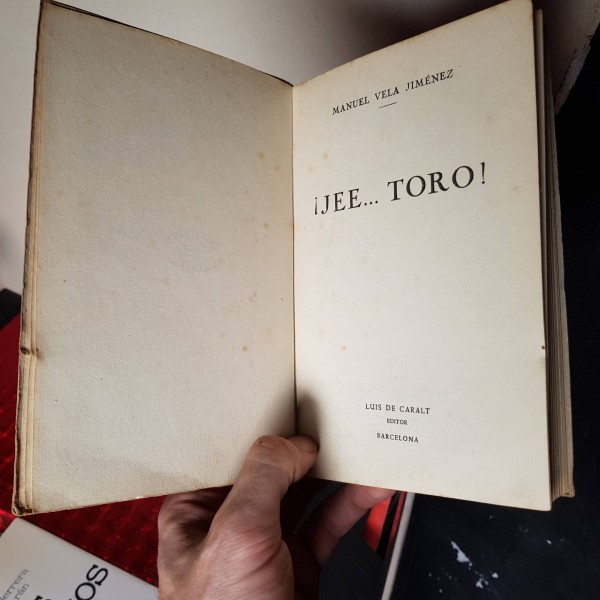 MANUEL VELA JIMÉNEZ
¡JEE... TORO!
LUIS DE CARALT
EDITOR
BARCELONA